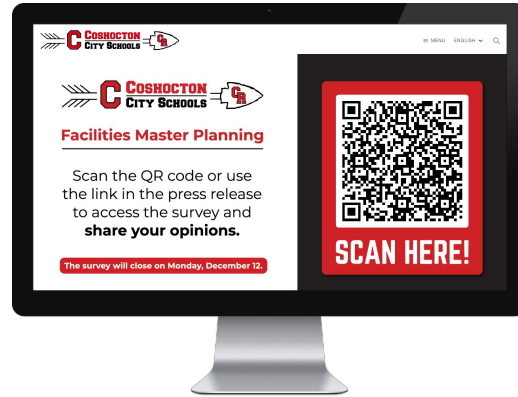 COSHOCTON
CITY SCHOOLS
C
CR
MENU
ENGLISH
C
COSHOCTON
CITY SCHOOLS
CR
Facilities Master Planning
Scan the QR code or use
the link in the press release
to access the survey and
share your opinions.
The survey will close on Monday, December 12.
SCAN HERE!